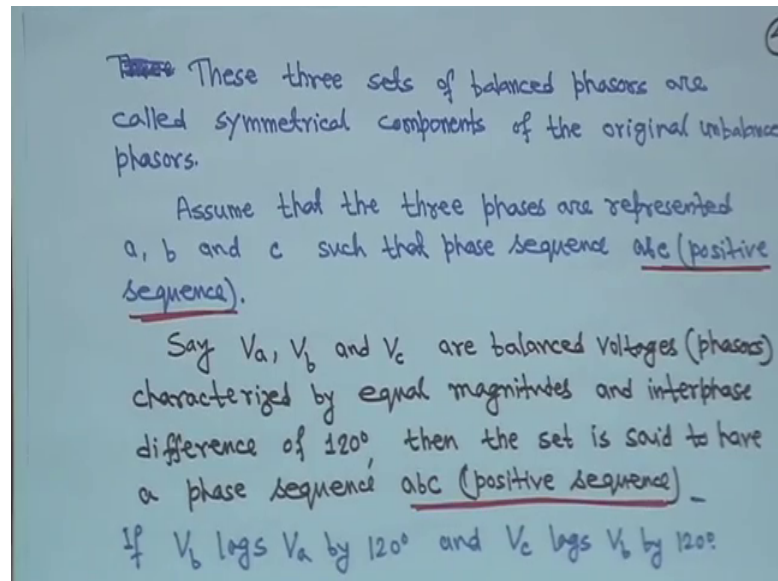 These three sets of balanced phasors are
called symmetrical components of the original unbalance
phasors.
Assume that the three phases are represented
a, b and c such that phase sequence abc (positive
sequence).
Say Va, Vb and Vc are balanced voltages (phasors)
characterized by equal magnitudes and interphase
difference of 120°, then the set is said to have
a phase sequence abc (positive sequence)
If Vb lags Va by 120° and Vc lags Vb by 120°.